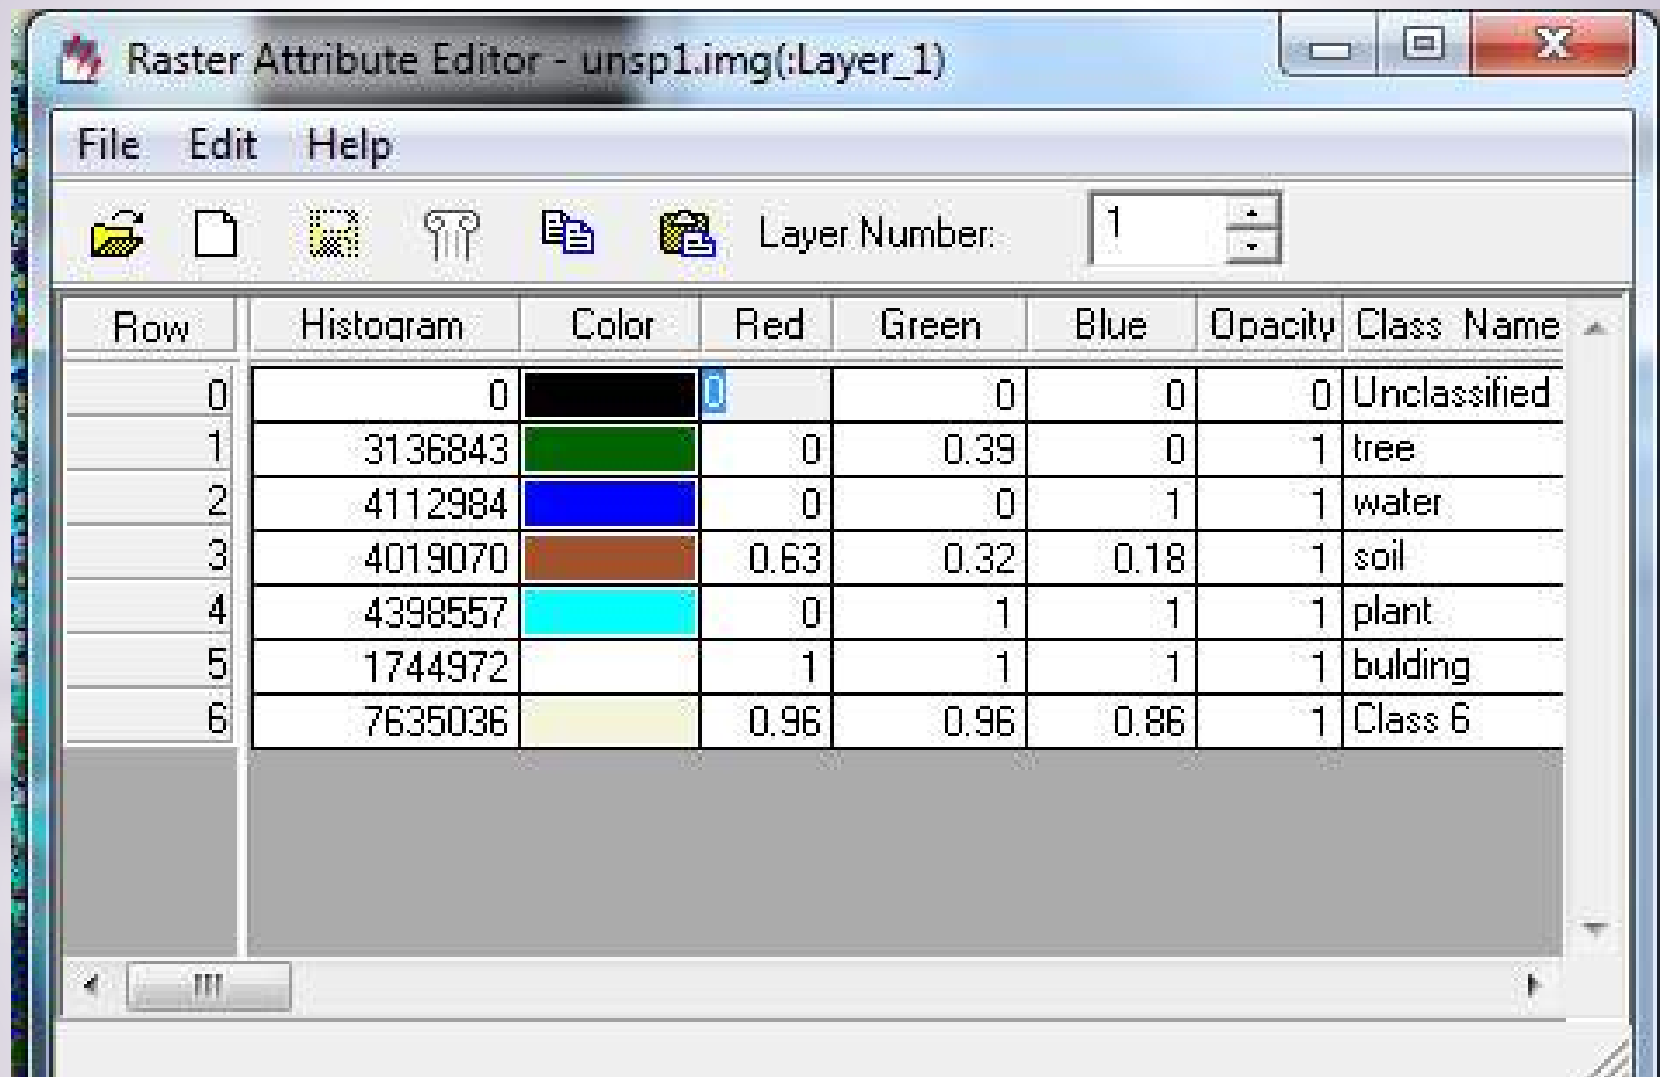 Raster Attribute Editor - unsp1.img(:Layer_1)
File Edit Help
Layer Number: 1
Row Histogram Color Red Green Blue Opacity Class Name
0 0 0 0 0 0 Unclassified
1 3136843 0 0.39 0 1 tree
2 4112984 0 0 1 1 water
3 4019070 0.63 0.32 0.18 1 soil
4 4398557 0 1 1 1 plant
5 1744972 1 1 1 1 bulding
6 7635036 0.96 0.96 0.86 1 Class 6